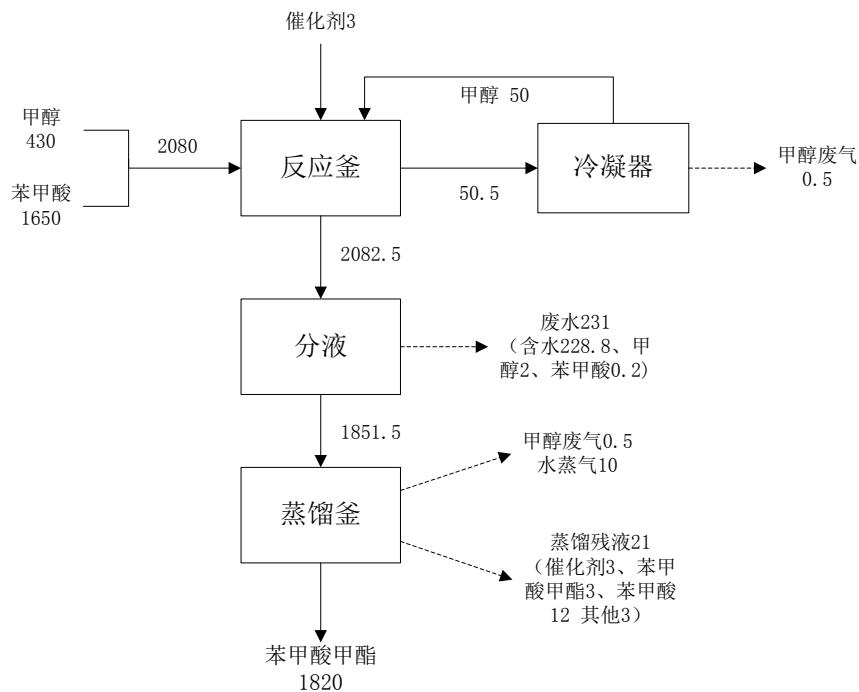 催化剂3
甲醇 50
甲醇
430
2080
反应釜
冷凝器
甲醇废气
0.5
苯甲酸
1650
50.5
2082.5
分液
废水231
（含水228.8、甲
醇2、苯甲酸0.2）
1851.5
甲醇废气0.5
水蒸气10
蒸馏釜
蒸馏残液21
（催化剂3、苯甲
酸甲酯3、苯甲酸
12 其他3）
苯甲酸甲酯
1820